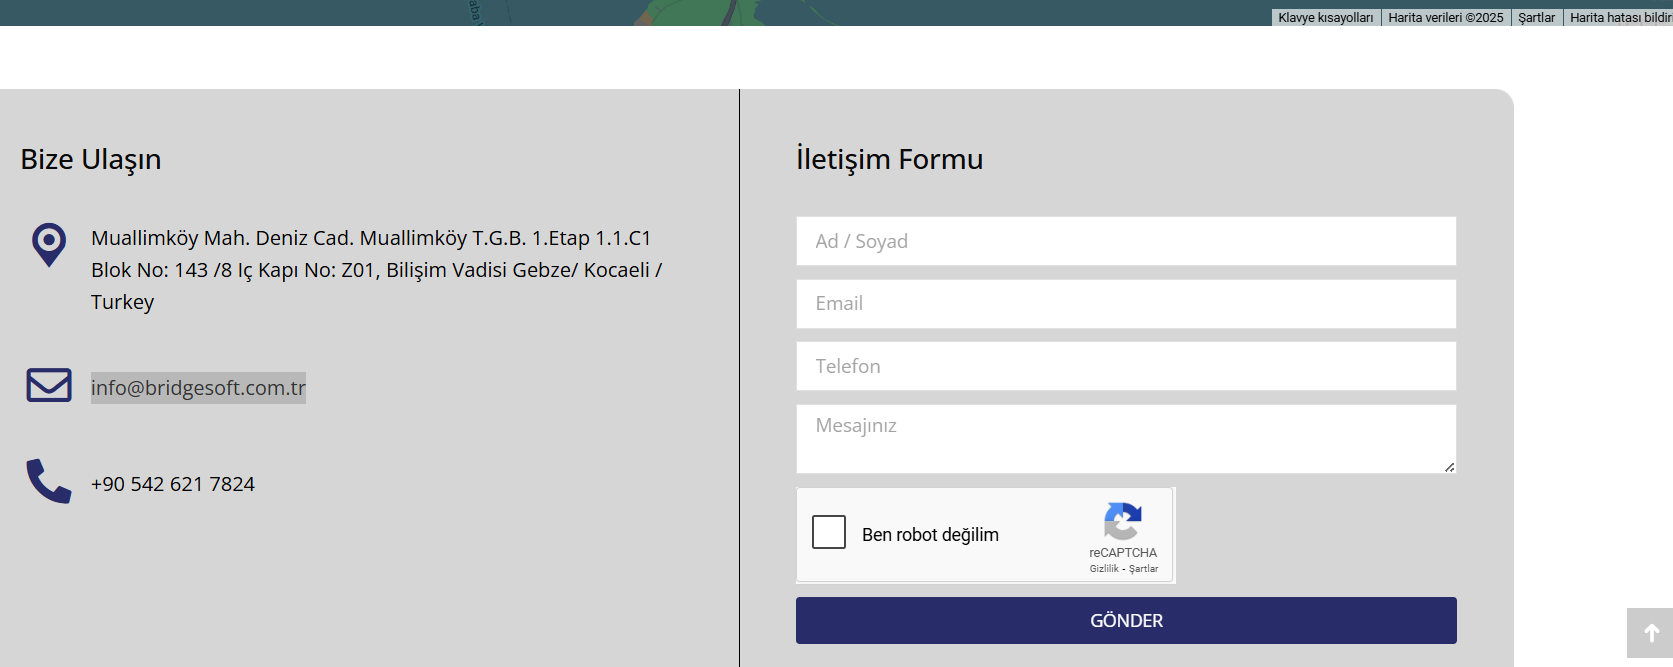 Klavye kısayolları
Harita verileri ©2025
Şartlar
Harita hatası bildir
Bize Ulaşın
Muallimköy Mah. Deniz Cad. Muallimköy T.G.B. 1.Etap 1.1.C1
Blok No: 143 /8 Iç Kapı No: Z01, Bilişim Vadisi Gebze/ Kocaeli /
Turkey
info@bridgesoft.com.tr
+90 542 621 7824
İletişim Formu
Ad / Soyad
Email
Telefon
Mesajınız
Ben robot değilim
reCAPTCHA
Gizlilik - Şartlar
GÖNDER